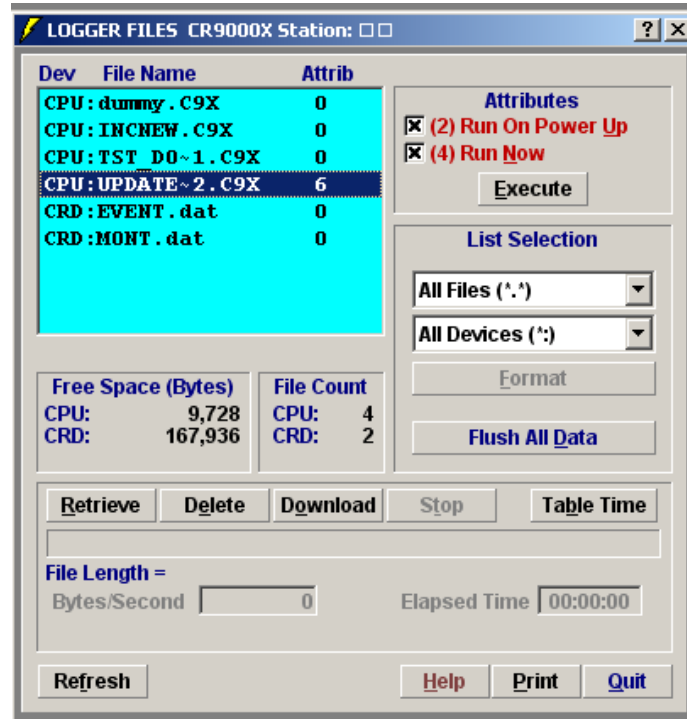 LOGGER FILES CR9000X Station: □□
Dev File Name Attrib
CPU:dummy.C9X 0
CPU:INCNEW.C9X 0
CPU:TST_DO~1.C9X 0
CPU:UPDATE~2.C9X 6
CRD:EVENT.dat 0
CRD:MONT.dat 0
Attributes
(2) Run On Power Up
(4) Run Now
Execute
List Selection
All Files (*.*)
All Devices (*:)
Format
Flush All Data
Free Space (Bytes)
CPU: 9,728
CRD: 167,936
File Count
CPU: 4
CRD: 2
Retrieve Delete Download Stop Table Time
File Length =
Bytes/Second 0 Elapsed Time 00:00:00
Refresh Help Print Quit